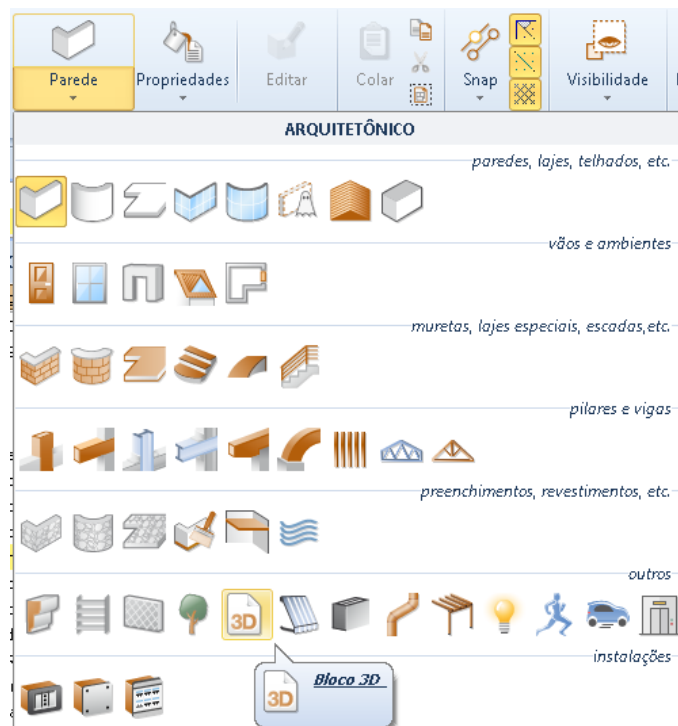 Parede
Propriedades
Editar
Colar
Snap
Visibilidade
ARQUITETÔNICO
paredes, lajes, telhados, etc.
vãos e ambientes
muretas, lajes especiais, escadas,etc.
pilares e vigas
preenchimentos, revestimentos, etc.
outros
3D
instalações
Bloco 3D
3D